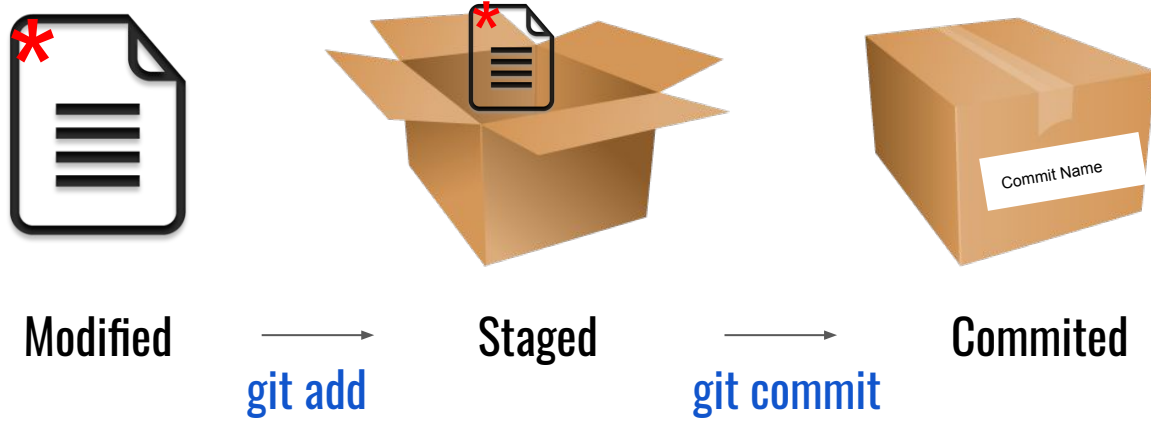 Commit Name
Modified
Staged
Commited
git add
git commit